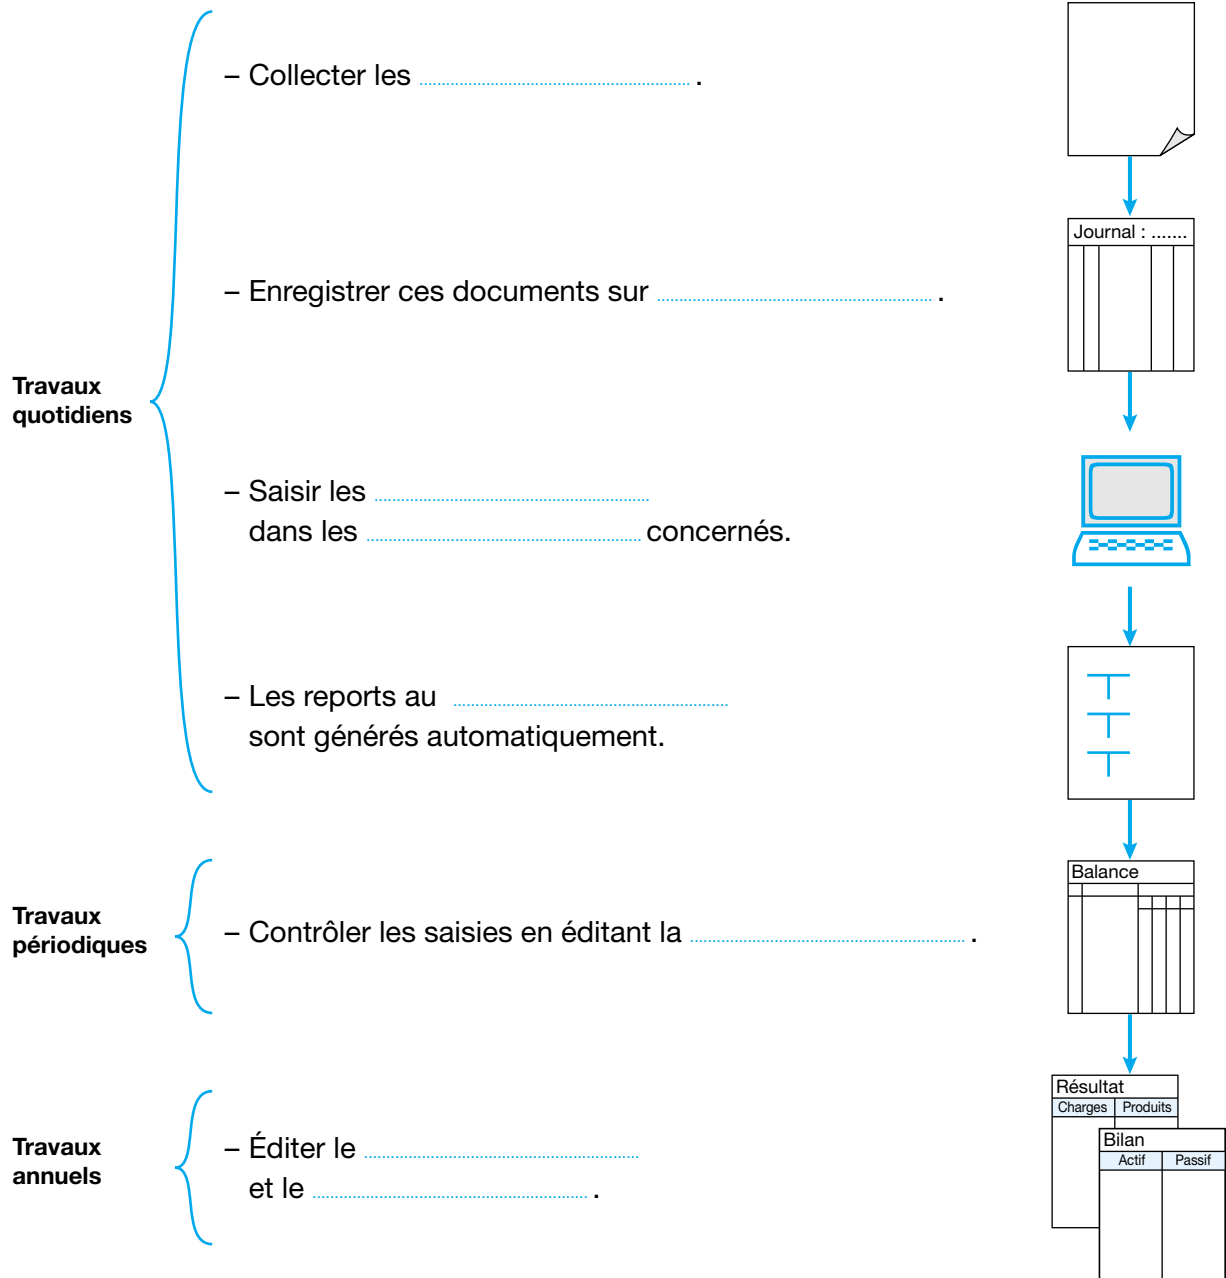 – Collecter les .................... .
Journal : .......
– Enregistrer ces documents sur .................... .
Travaux
quotidiens
– Saisir les ....................
dans les .................... concernés.
– Les reports au ....................
sont générés automatiquement.
Balance
Travaux
périodiques
– Contrôler les saisies en éditant la .................... .
Résultat
Charges Produits
Bilan
Actif Passif
Travaux
annuels
– Éditer le ....................
et le .................... .